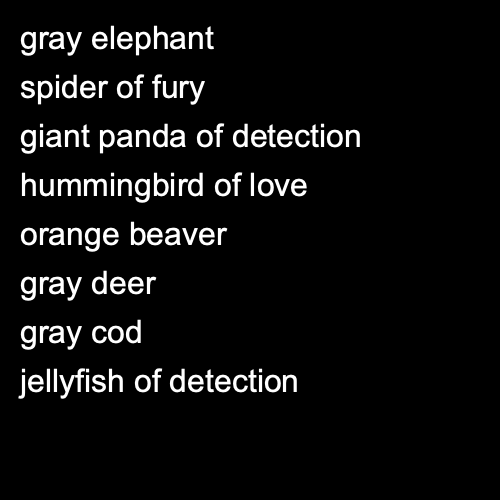 gray elephant
spider of fury
giant panda of detection
hummingbird of love
orange beaver
gray deer
gray cod
jellyfish of detection